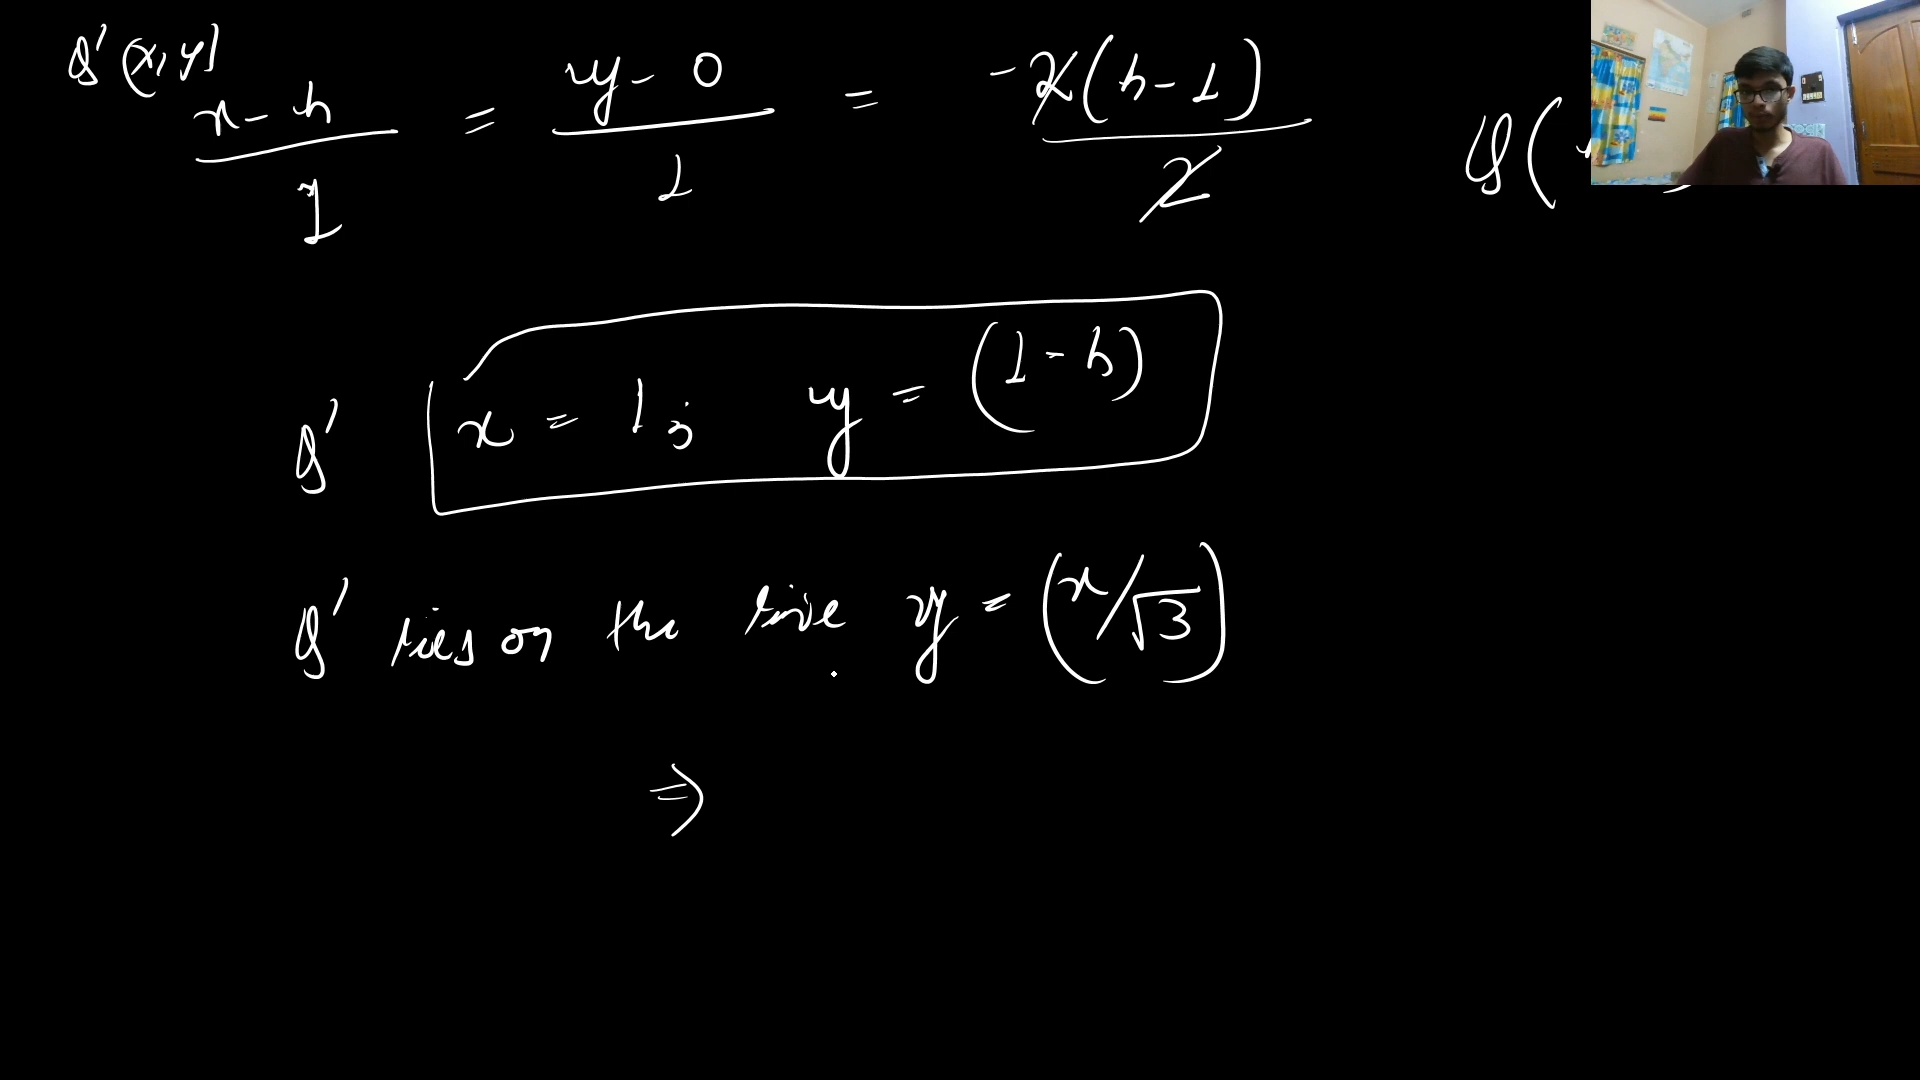 Q'(x, y)
x - h / 1 = y - 0 / 1 = -2(h - 1) / 2
Q(
Q' x = 1; y = (1 - h)
Q' lies on the line y = (x/√3)
⇒